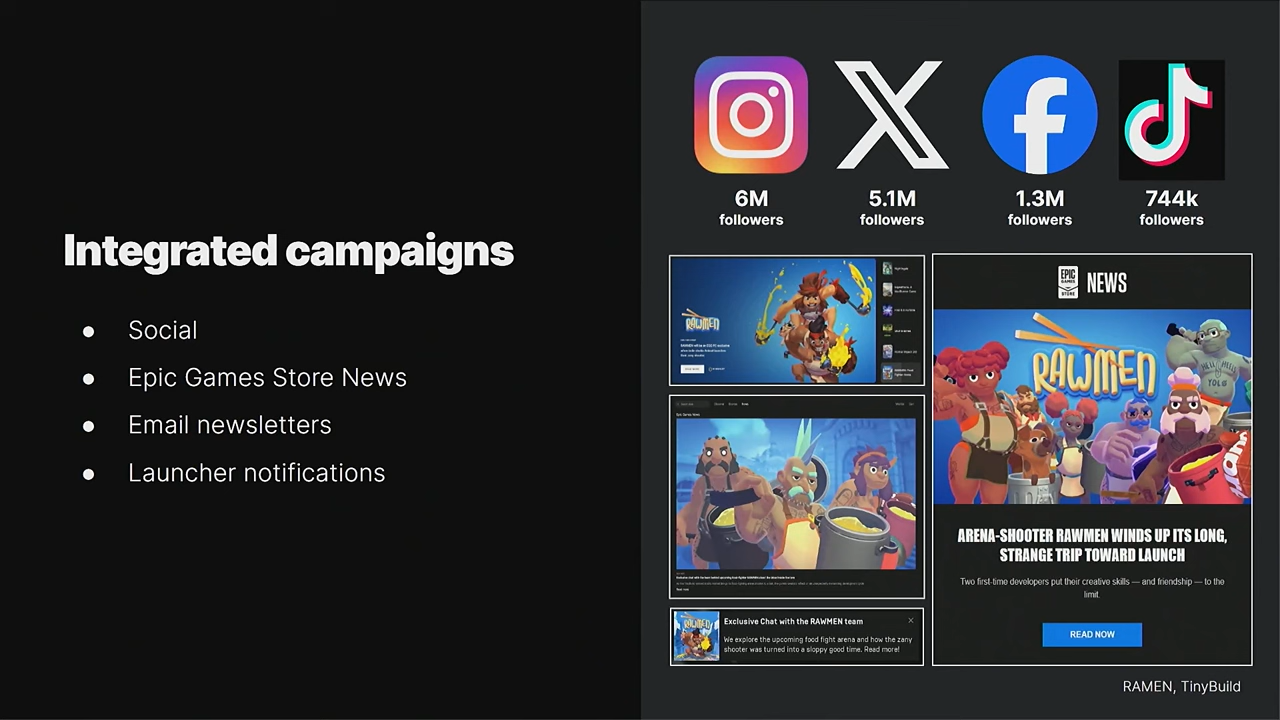 Integrated campaigns
● Social
● Epic Games Store News
● Email newsletters
● Launcher notifications
6M
followers
5.1M
followers
1.3M
followers
744k
followers
RAWMEN
EPIC
GAMES
STORE
NEWS
RAWMEN
ARENA-SHOOTER RAWMEN WINDS UP ITS LONG,
STRANGE TRIP TOWARD LAUNCH
Two first-time developers put their creative skills — and friendship — to the
limit.
READ NOW
RAWMEN
Exclusive Chat with the RAWMEN team
We explore the upcoming food fight arena and how the zany
shooter was turned into a sloppy good time. Read more!
RAMEN, TinyBuild